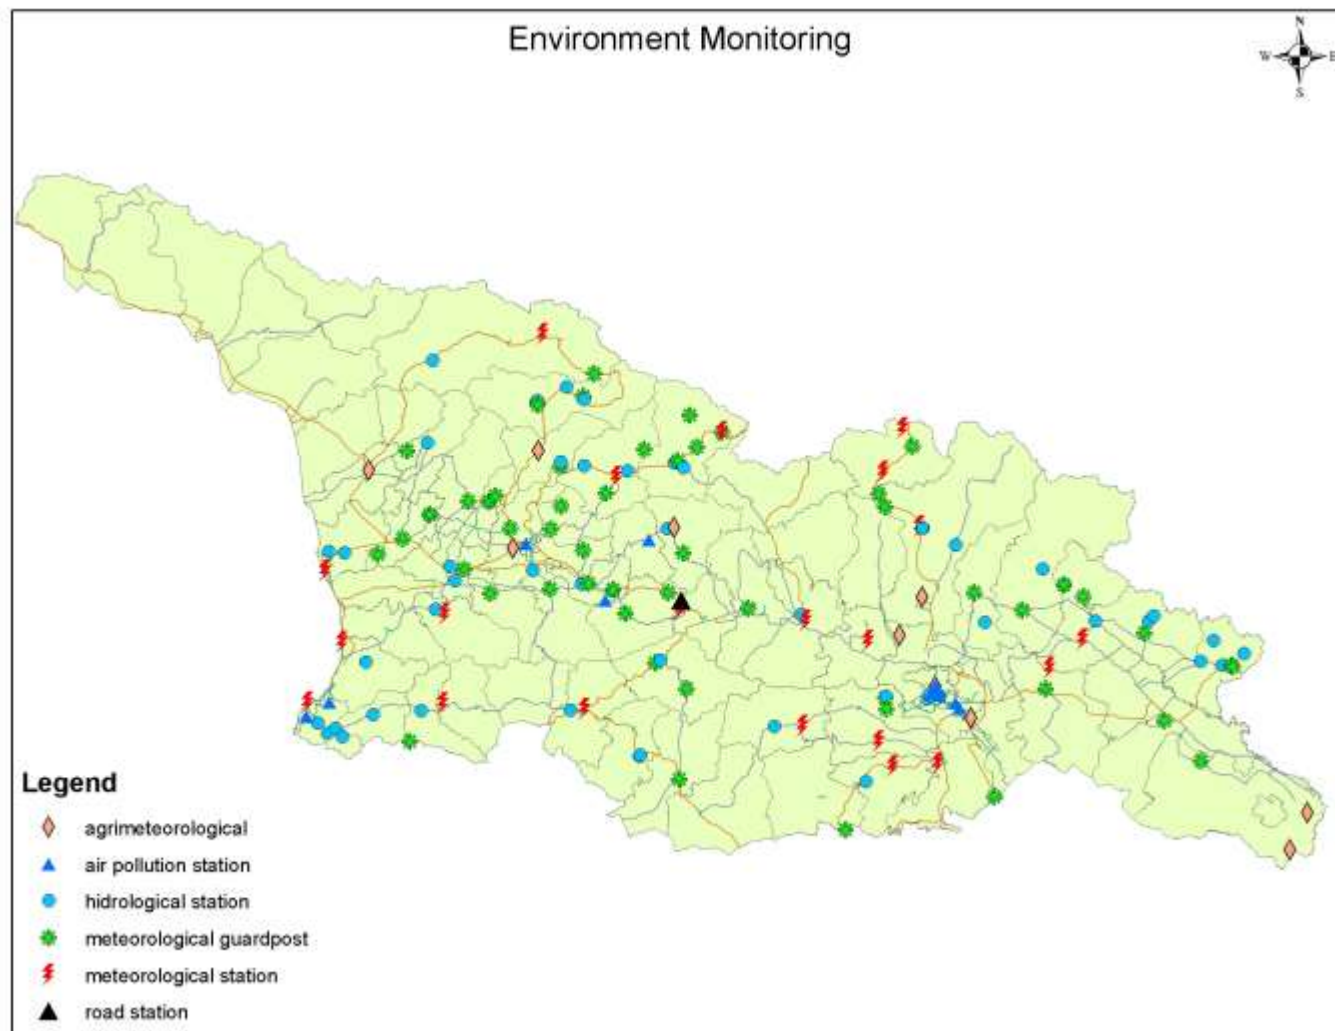 Environment Monitoring
N
W E
S
Legend
agrimeteorological
air pollution station
hidrological station
meteorological guardpost
meteorological station
road station